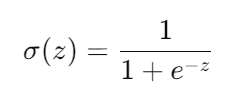 σ(z) = 1 / (1 + e^{-z})